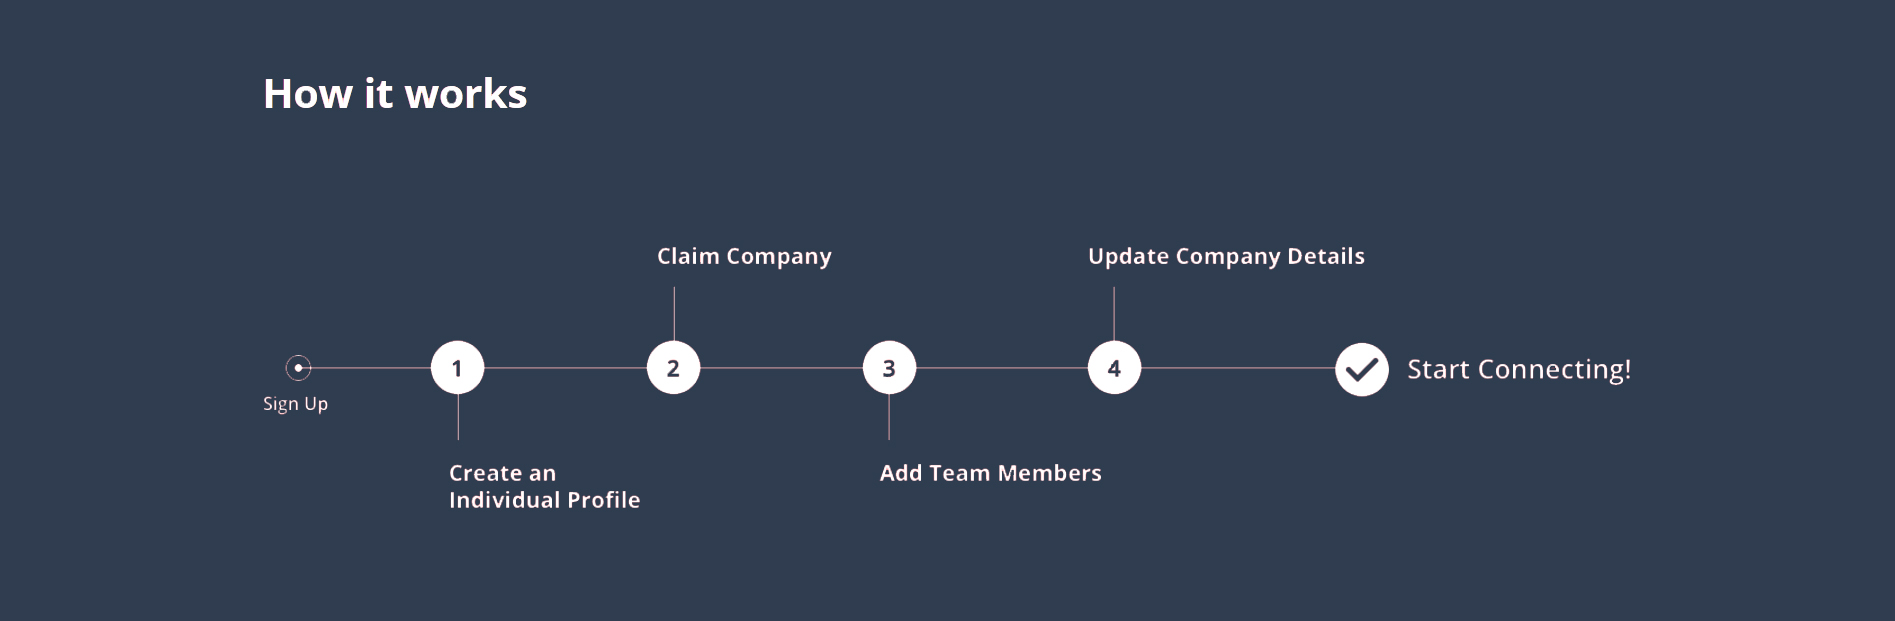 How it works
Claim Company
Update Company Details
1
2
3
4
Start Connecting!
Sign Up
Create an
Individual Profile
Add Team Members